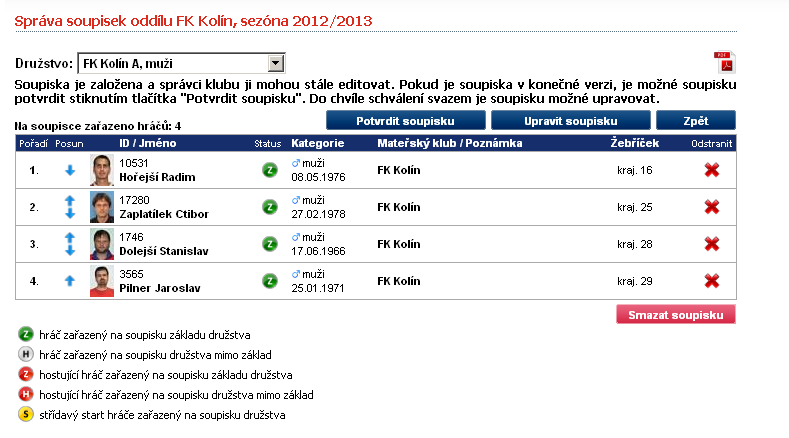 Správa soupisek oddílu FK Kolín, sezóna 2012/2013
Družstvo: FK Kolín A, muži
PDF
Soupiska je založena a správci klubu ji mohou stále editovat. Pokud je soupiska v konečné verzi, je možné soupisku
potvrdit stiknutím tlačítka "Potvrdit soupisku". Do chvíle schválení svazem je soupisku možné upravovat.
Na soupisce zařazeno hráčů: 4
Potvrdit soupisku Upravit soupisku Zpět
Pořadí Posun ID / Jméno Status Kategorie Mateřský klub / Poznámka Žebříček Odstranit
1. 10531 Hořejší Radim Z muži 08.05.1976 FK Kolín kraj. 16
2. 17280 Zaplatílek Ctibor Z muži 27.02.1978 FK Kolín kraj. 25
3. 1746 Dolejší Stanislav Z muži 17.06.1966 FK Kolín kraj. 28
4. 3565 Pilner Jaroslav Z muži 25.01.1971 FK Kolín kraj. 29
Smazat soupisku
Z hráč zařazený na soupisku základu družstva
H hráč zařazený na soupisku družstva mimo základ
Z hostující hráč zařazený na soupisku základu družstva
H hostující hráč zařazený na soupisku družstva mimo základ
S střídavý start hráče zařazený na soupisku družstva